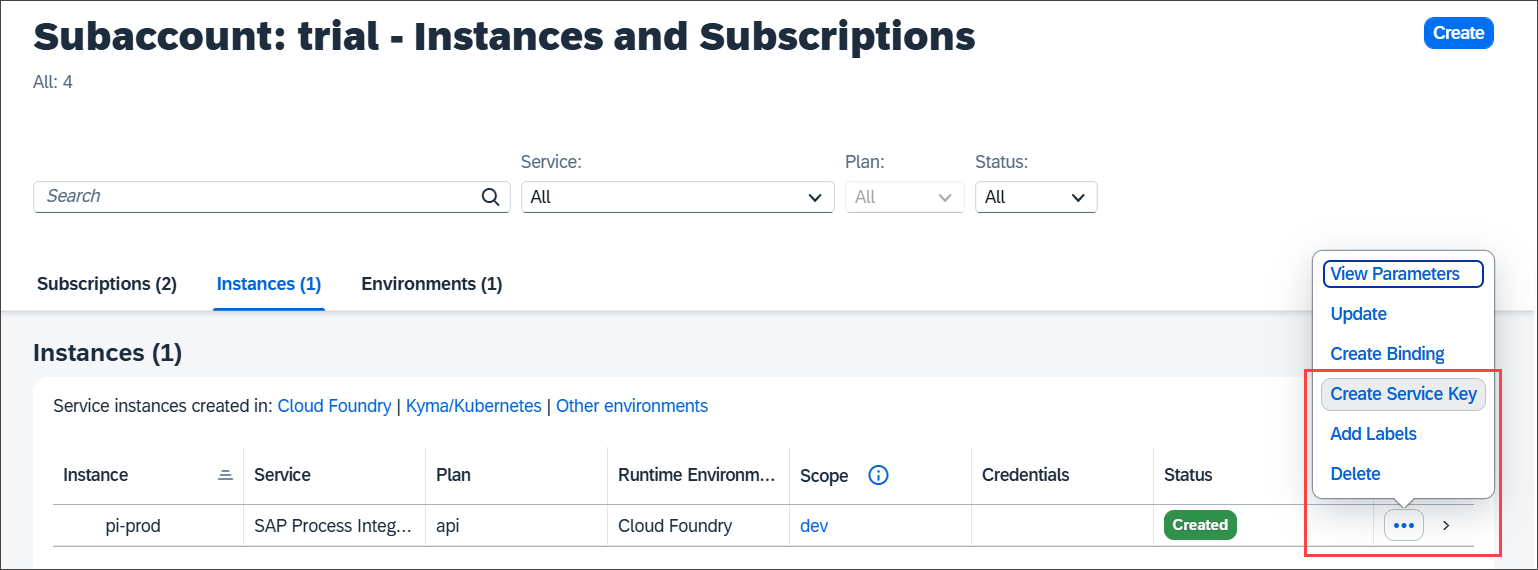 Subaccount: trial - Instances and Subscriptions
Create
All: 4
Service:
Plan:
Status:
Search
All
All
All
Subscriptions (2)
Instances (1)
Environments (1)
View Parameters
Update
Create Binding
Create Service Key
Add Labels
Delete
Instances (1)
Service instances created in: Cloud Foundry | Kyma/Kubernetes | Other environments
Instance
Service
Plan
Runtime Environm...
Scope
Credentials
Status
pi-prod
SAP Process Integ...
api
Cloud Foundry
dev
Created